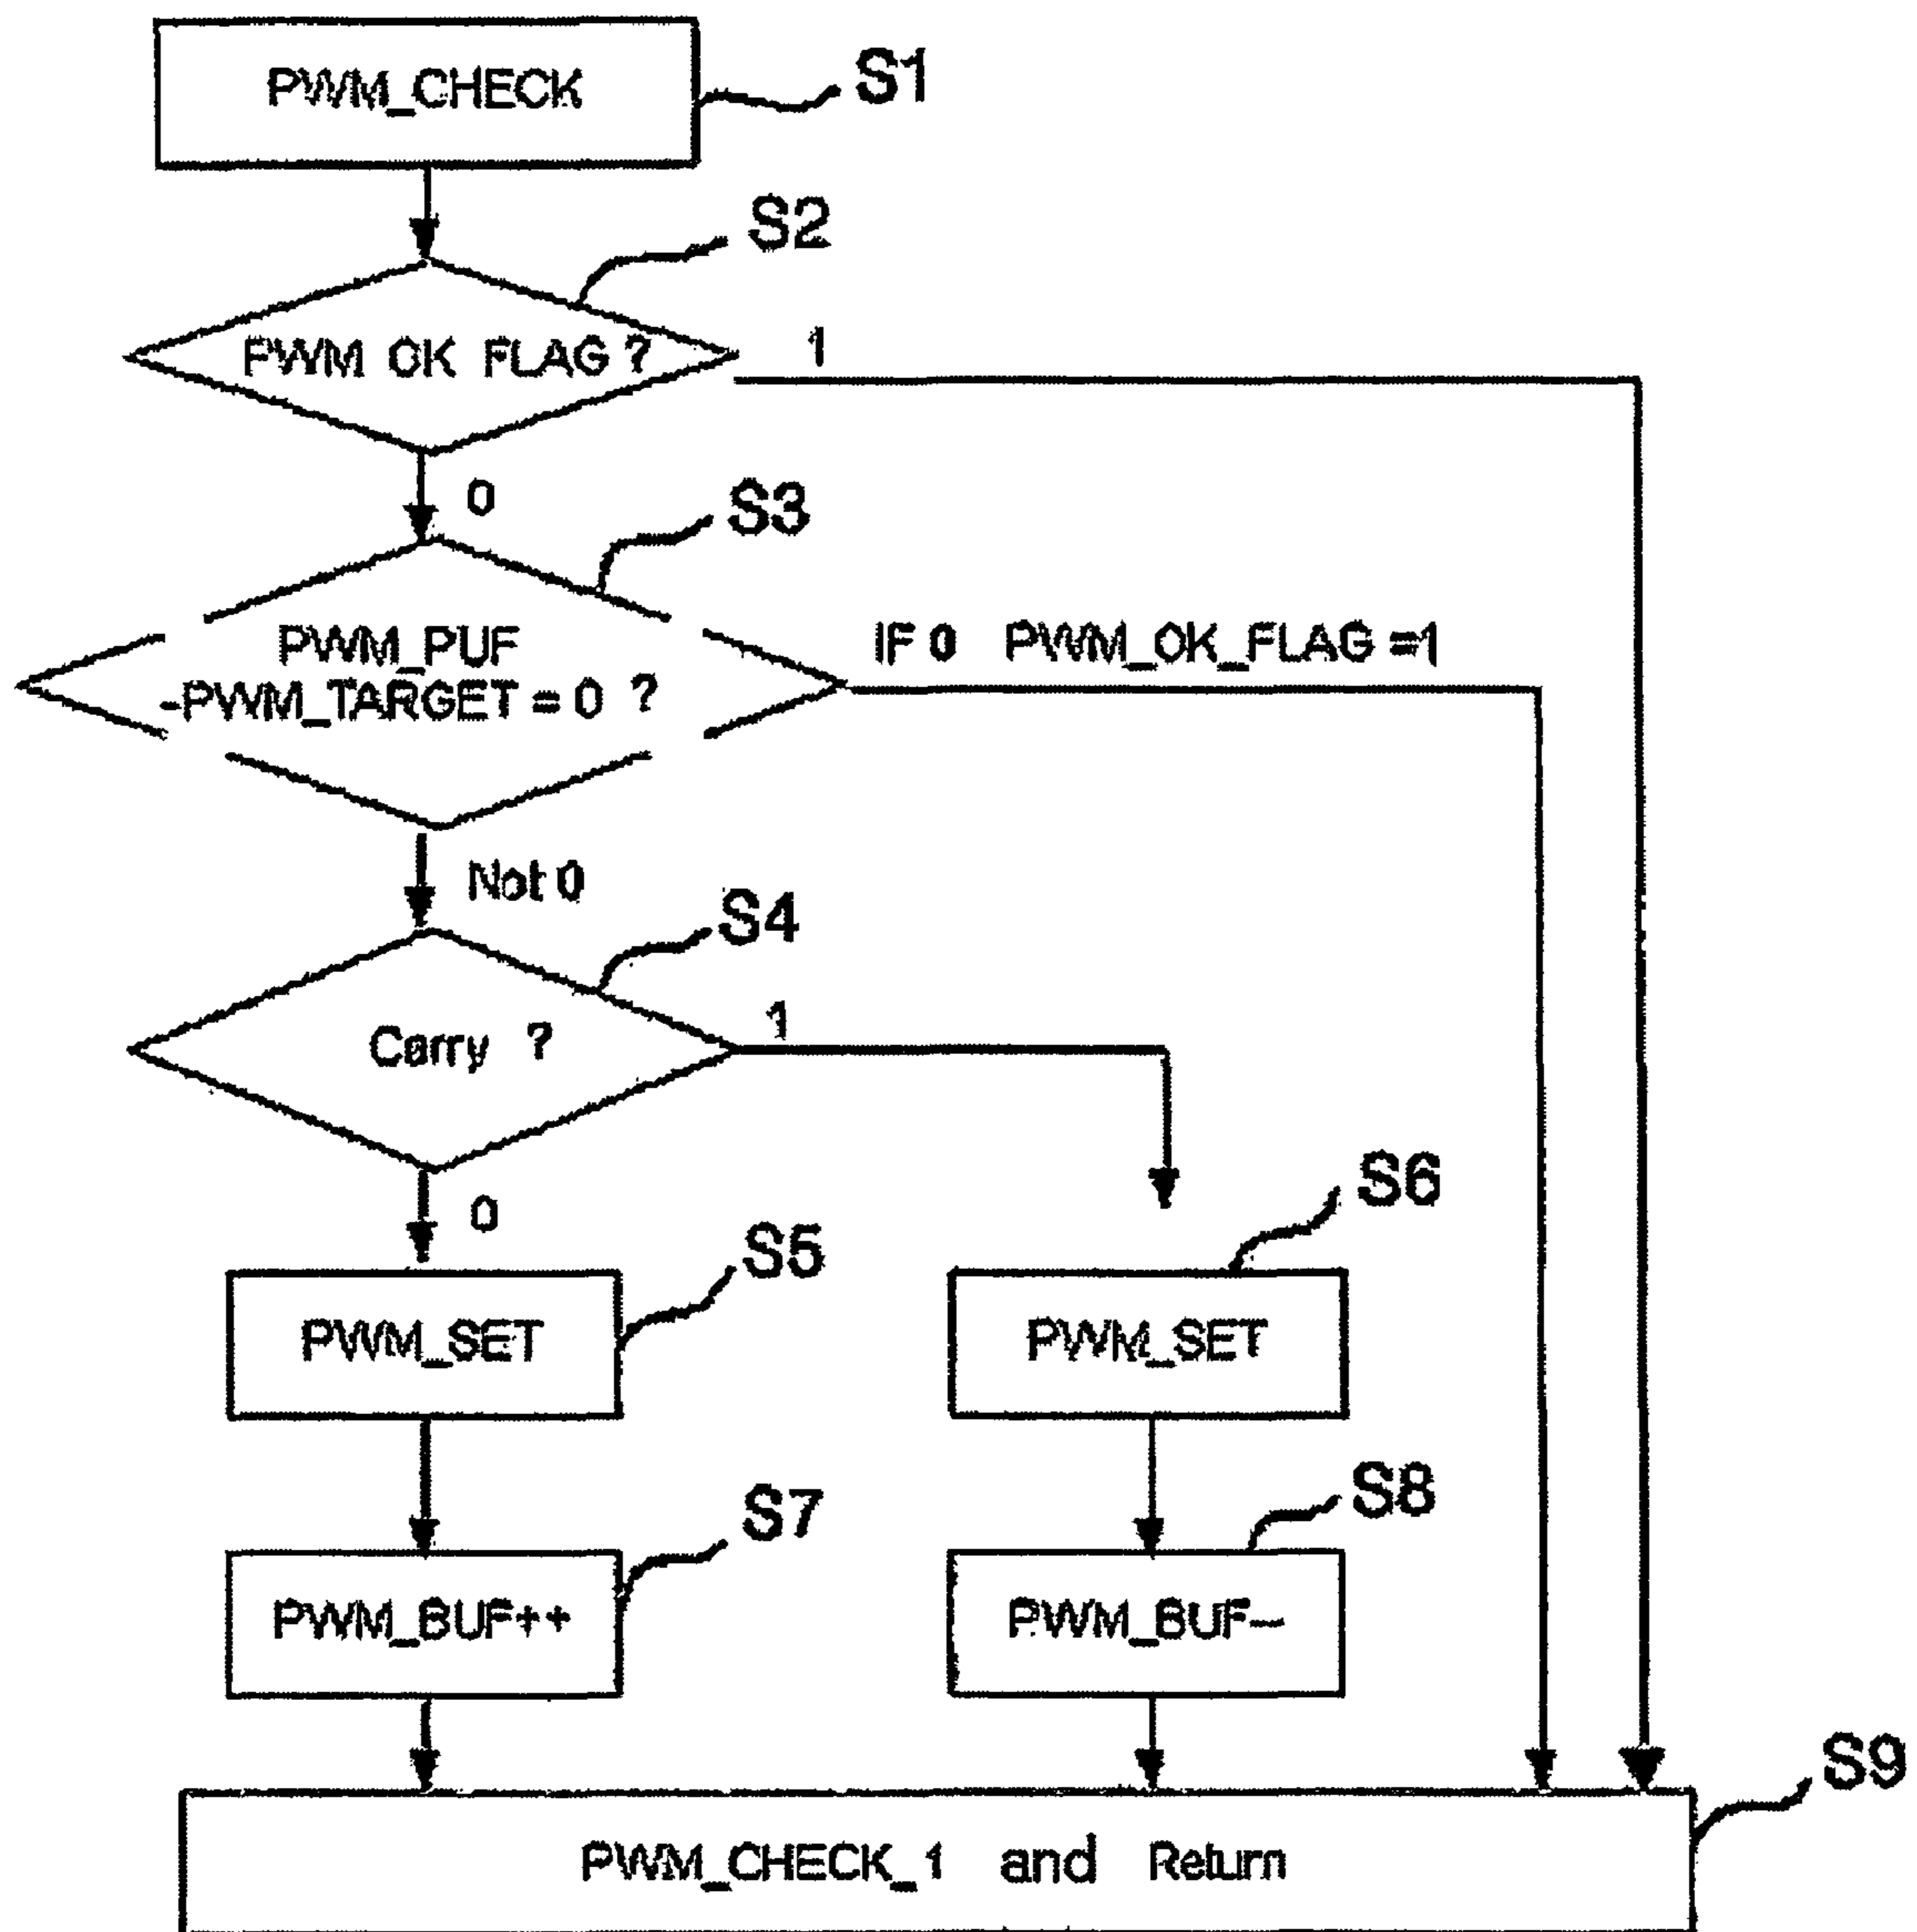 PWM_CHECK
S1
S2
PWM OK FLAG ?
1
0
S3
PWM_PUF
-PWM_TARGET = 0 ?
IF 0 PWM_OK_FLAG =1
Not 0
S4
Carry ?
1
0
S5
S6
PWM_SET
PWM_SET
S7
S8
PWM_BUF++
PWM_BUF--
S9
PWM_CHECK_1 and Return